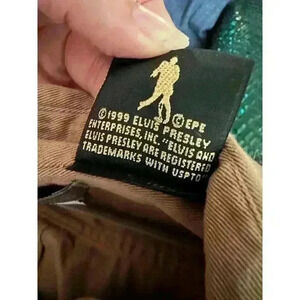 ©1999 ELVIS PRESLEY ©EPE
ENTERPRISES, INC. "ELVIS AND
ELVIS PRESLEY ARE REGISTERED
TRADEMARKS WITH USPTO"